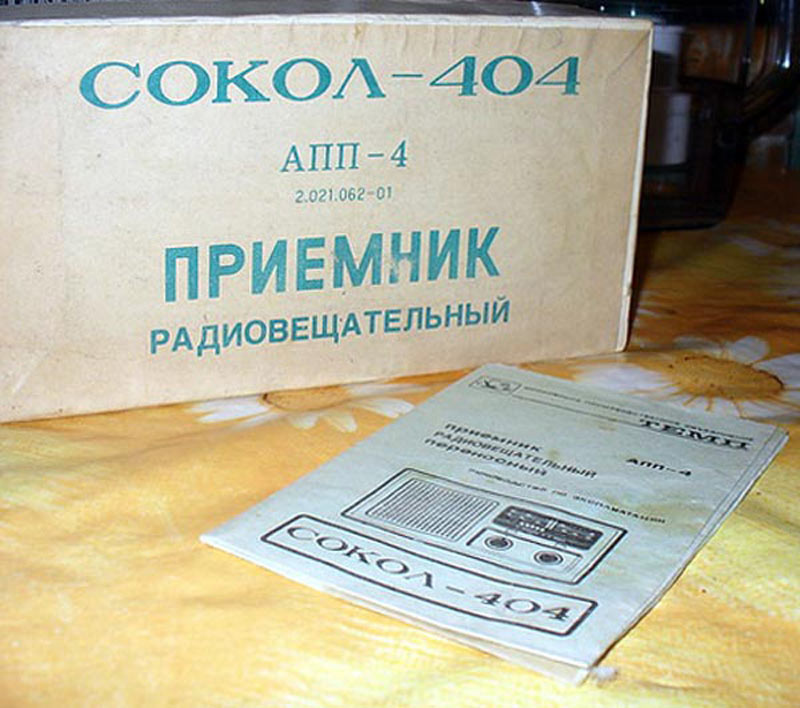 СОКОЛ-404
АПП-4
2.021.062-01
ПРИЕМНИК
РАДИОВЕЩАТЕЛЬНЫЙ
ТЕМП
приемник
РАДИОВЕЩАТЕЛЬНЫЙ АПП-4
переносный
РУКОВОДСТВО ПО ЭКСПЛУАТАЦИИ
СОКОЛ-404